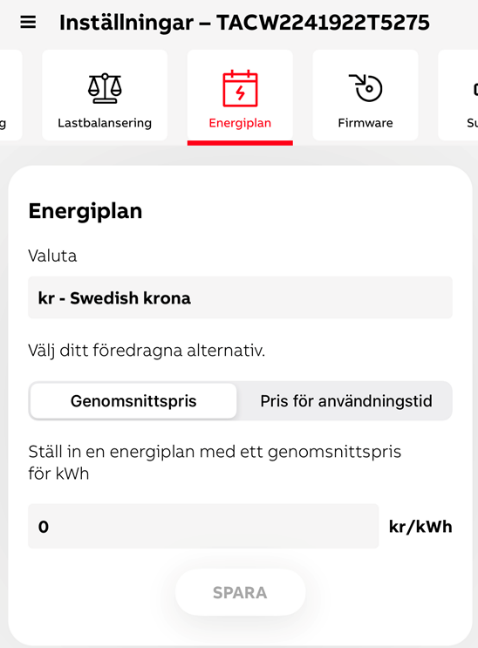 Inställningar – TACW2241922T5275
g
Lastbalansering
Energiplan
Firmware
Su
Energiplan
Valuta
kr - Swedish krona
Välj ditt föredragna alternativ.
Genomsnittspris
Pris för användningstid
Ställ in en energiplan med ett genomsnittspris
för kWh
0
kr/kWh
SPARA